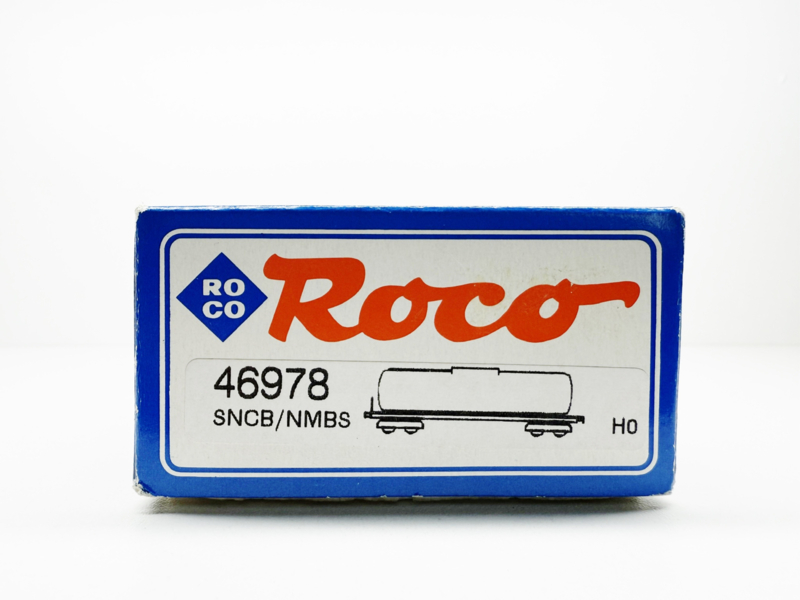 RO
CO
Roco
46978
SNCB/NMBS
H0